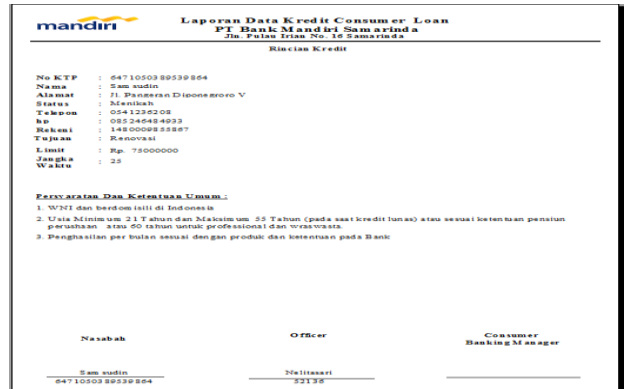 mandiri
Laporan Data Kredit Consumer Loan
PT Bank Mandiri Samarinda
Jln. Pulau Irian No. 16 Samarinda
Rincian Kredit
No KTP : 6471050389539864
Nama : Sam sudin
Alamat : Jl. Pangeran Diponegroro V
Status : Menikah
Telepon : 0541236208
hp : 085246484933
Rekeni : 1480009855867
Tujuan : Renovasi
Limit : Rp. 75000000
Jangka Waktu : 25
Persyaratan Dan Ketentuan Umum :
1. WNI dan berdomisili di Indonesia
2. Usia Minimum 21 Tahun dan Maksimum 55 Tahun (pada saat kredit lunas) atau sesuai ketentuan pensiun
perushaan atau 60 tahun untuk professional dan wraswasta.
3. Penghasilan per bulan sesuai dengan produk dan ketentuan pada Bank
Nasabah Officer Consumer
Banking Manager
Sam sudin Nelitasari
6471050389539864 52136